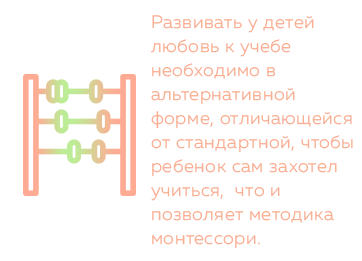 Развивать у детей
любовь к учебе
необходимо в
альтернативной
форме, отличающейся
от стандартной, чтобы
ребенок сам захотел
учиться,  что и
позволяет методика
монтессори.